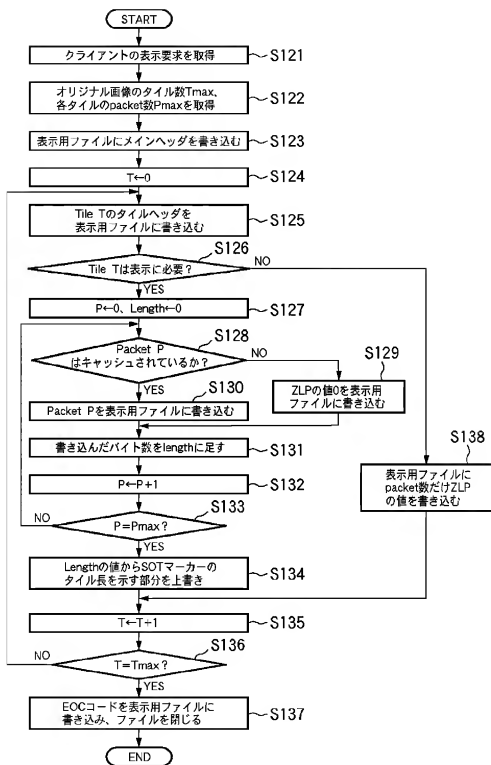 START
クライアントの表示要求を取得
S121
オリジナル画像のタイル数Tmax、
各タイルのpacket数Pmaxを取得
S122
表示用ファイルにメインヘッダを書き込む
S123
T←0
S124
Tile Tのタイルヘッダを
表示用ファイルに書き込む
S125
S126
Tile Tは表示に必要?
NO
YES
P←0、Length←0
S127
S128
Packet P
はキャッシュされているか?
NO
YES
S129
ZLPの値0を表示用
ファイルに書き込む
S130
Packet Pを表示用ファイルに書き込む
S138
表示用ファイルに
packet数だけZLP
の値を書き込む
書き込んだバイト数をlengthに足す
S131
P←P+1
S132
S133
NO
P=Pmax?
YES
Lengthの値からSOTマーカーの
タイル長を示す部分を上書き
S134
T←T+1
S135
S136
NO
T=Tmax?
YES
EOCコードを表示用ファイルに
書き込み、ファイルを閉じる
S137
END